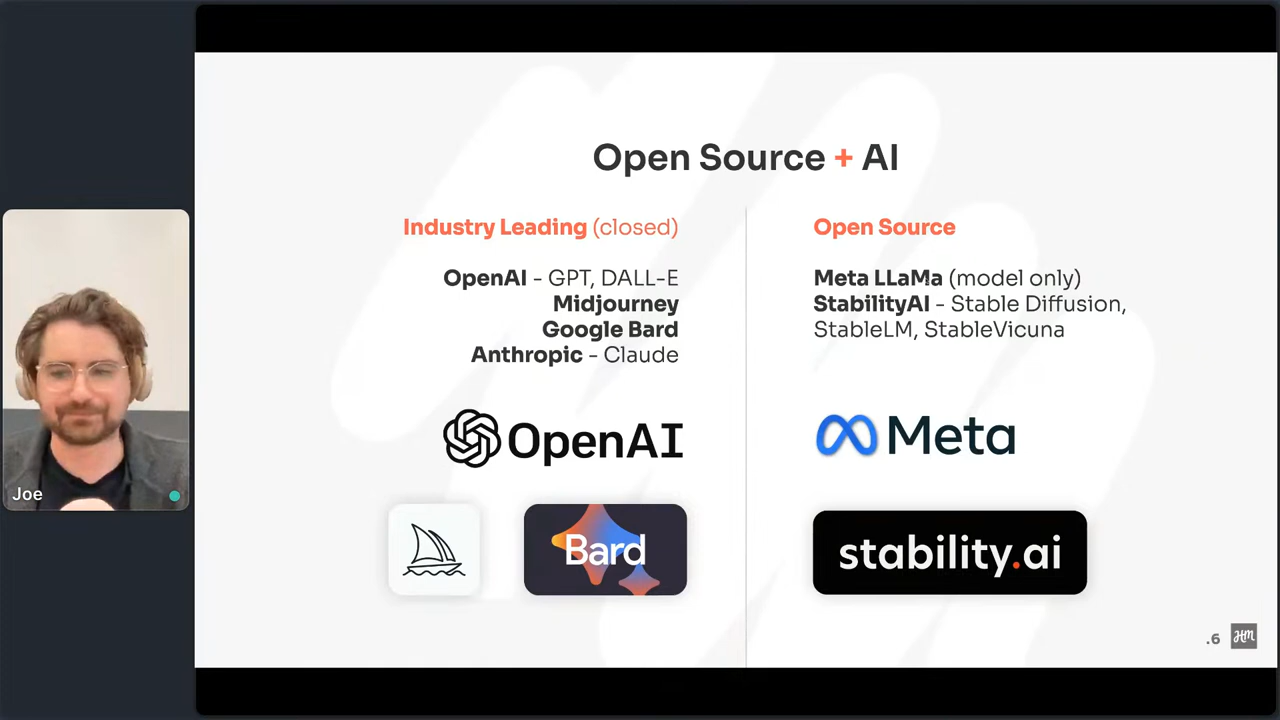 Open Source + AI
Industry Leading (closed)
OpenAI - GPT, DALL-E
Midjourney
Google Bard
Anthropic - Claude
OpenAI
Bard
Open Source
Meta LLaMa (model only)
StabilityAI - Stable Diffusion,
StableLM, StableVicuna
Meta
stability.ai
Joe
.6
HM